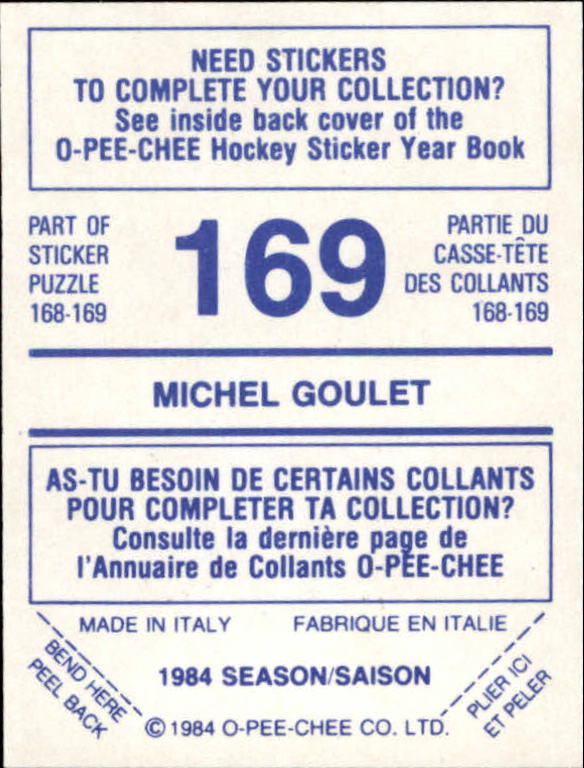 NEED STICKERS
TO COMPLETE YOUR COLLECTION?
See inside back cover of the
O-PEE-CHEE Hockey Sticker Year Book
PART OF
STICKER
PUZZLE
168-169
169
PARTIE DU
CASSE-TÊTE
DES COLLANTS
168-169
MICHEL GOULET
AS-TU BESOIN DE CERTAINS COLLANTS
POUR COMPLETER TA COLLECTION?
Consulte la dernière page de
l'Annuaire de Collants O-PEE-CHEE
MADE IN ITALY
FABRIQUE EN ITALIE
BEND HERE
PEEL BACK
1984 SEASON/SAISON
PLIER ICI
ET PELER
© 1984 O-PEE-CHEE CO. LTD.